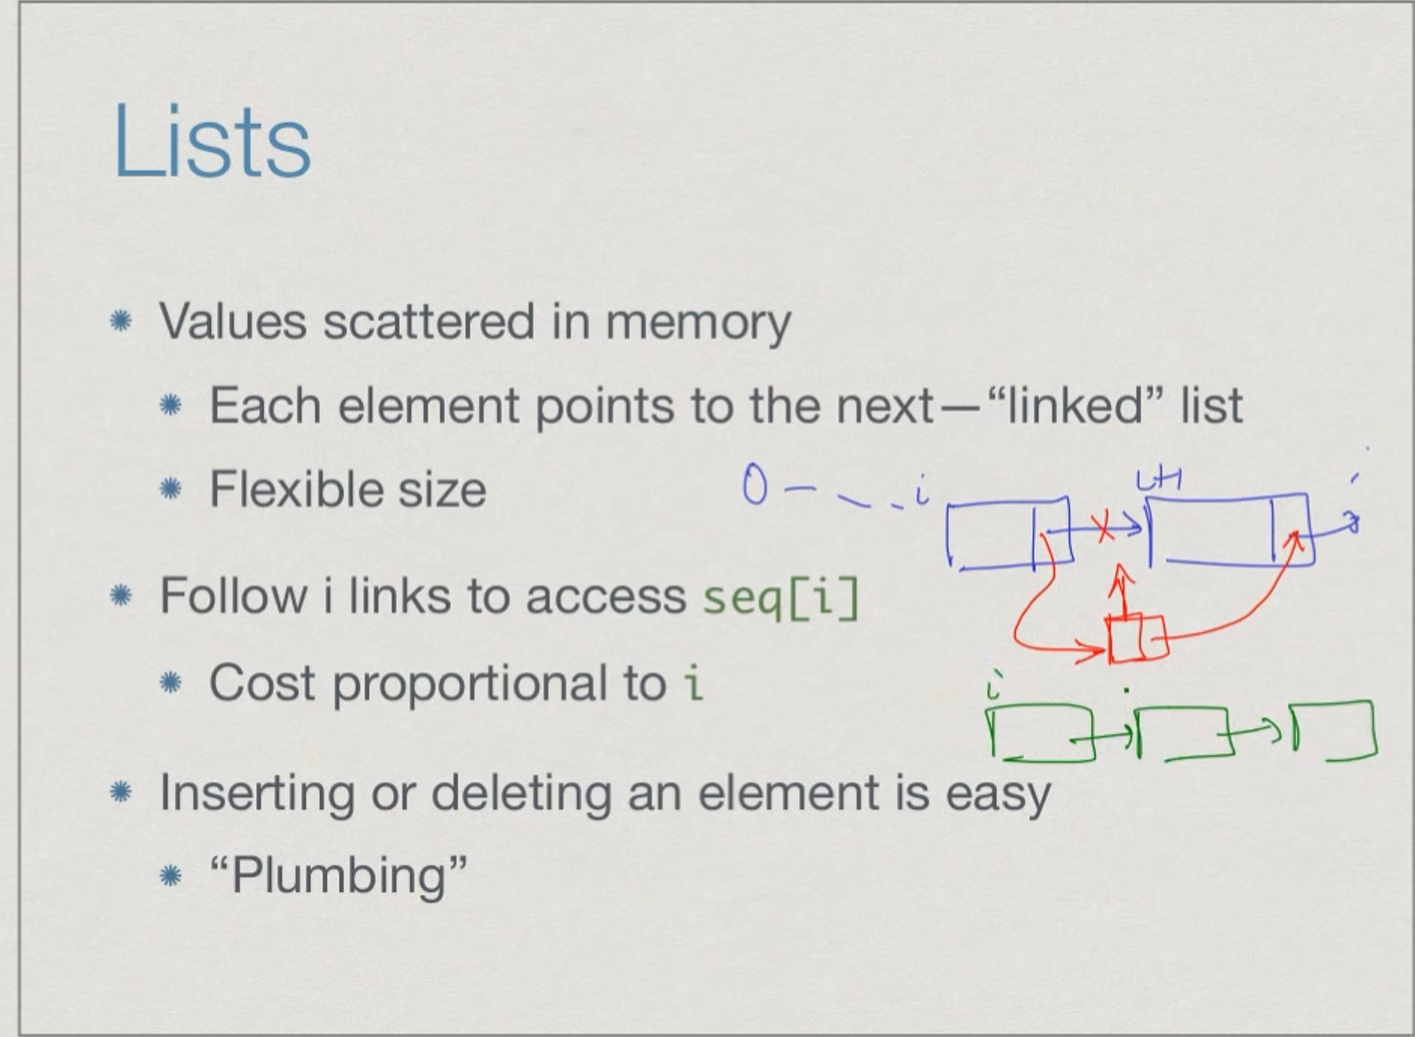 Lists
Values scattered in memory
Each element points to the next—“linked” list
Flexible size
0 - - - i
i+1
Follow i links to access seq[i]
Cost proportional to i
i
Inserting or deleting an element is easy
“Plumbing”